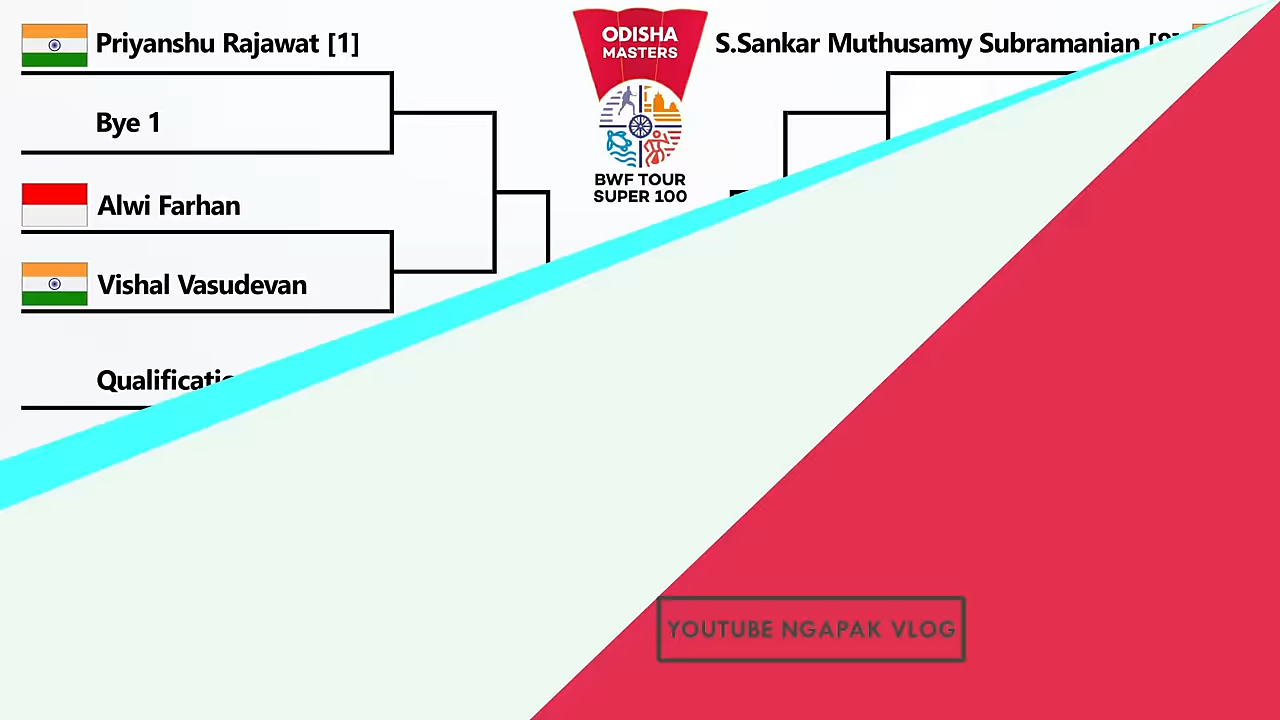 Priyanshu Rajawat [1]
Bye 1
Alwi Farhan
Vishal Vasudevan
ODISHA
MASTERS
BWF TOUR
SUPER 100
S.Sankar Muthusamy Subramanian
YOUTUBE NGAPAK VLOG